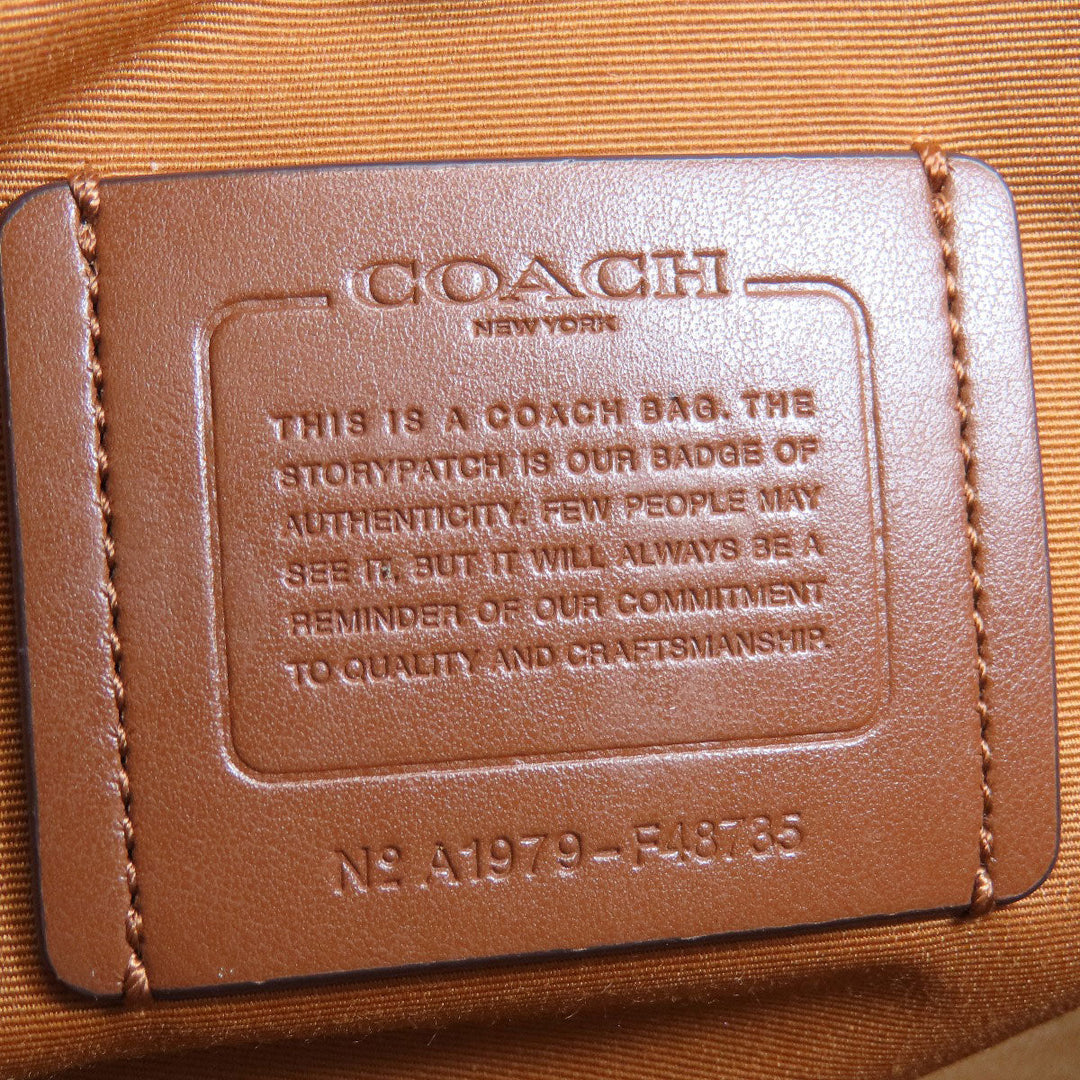 COACH
NEW YORK
THIS IS A COACH BAG. THE
STORYPATCH IS OUR BADGE OF
AUTHENTICITY. FEW PEOPLE MAY
SEE IT, BUT IT WILL ALWAYS BE A
REMINDER OF OUR COMMITMENT
TO QUALITY AND CRAFTSMANSHIP.
Nº A1979-F48735